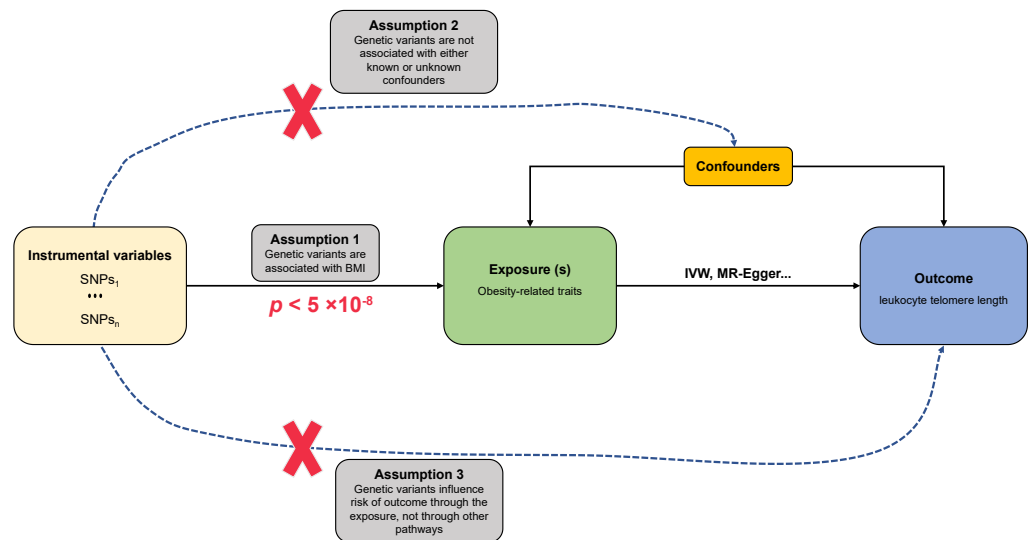 Assumption 2
Genetic variants are not
associated with either
known or unknown
confounders
Confounders
Instrumental variables
SNPs₁
•••
SNPsₙ
Assumption 1
Genetic variants are
associated with BMI
p < 5 ×10⁻⁸
Exposure (s)
Obesity-related traits
IVW, MR-Egger...
Outcome
leukocyte telomere length
Assumption 3
Genetic variants influence
risk of outcome through the
exposure, not through other
pathways